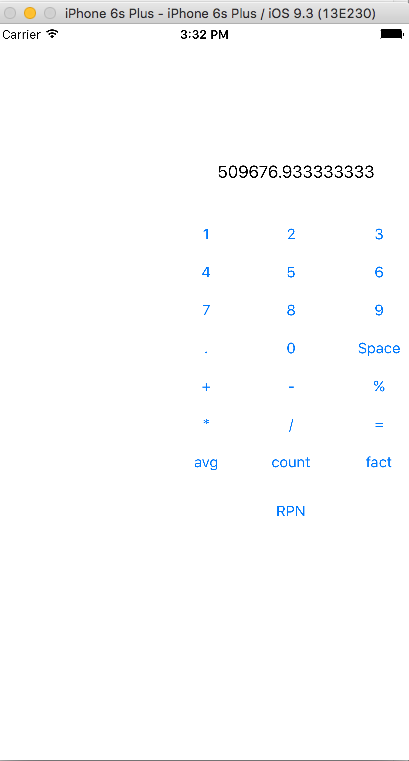 iPhone 6s Plus - iPhone 6s Plus / iOS 9.3 (13E230)
Carrier 3:32 PM
509676.933333333
1 2 3
4 5 6
7 8 9
. 0 Space
+ - %
* / =
avg count fact
RPN